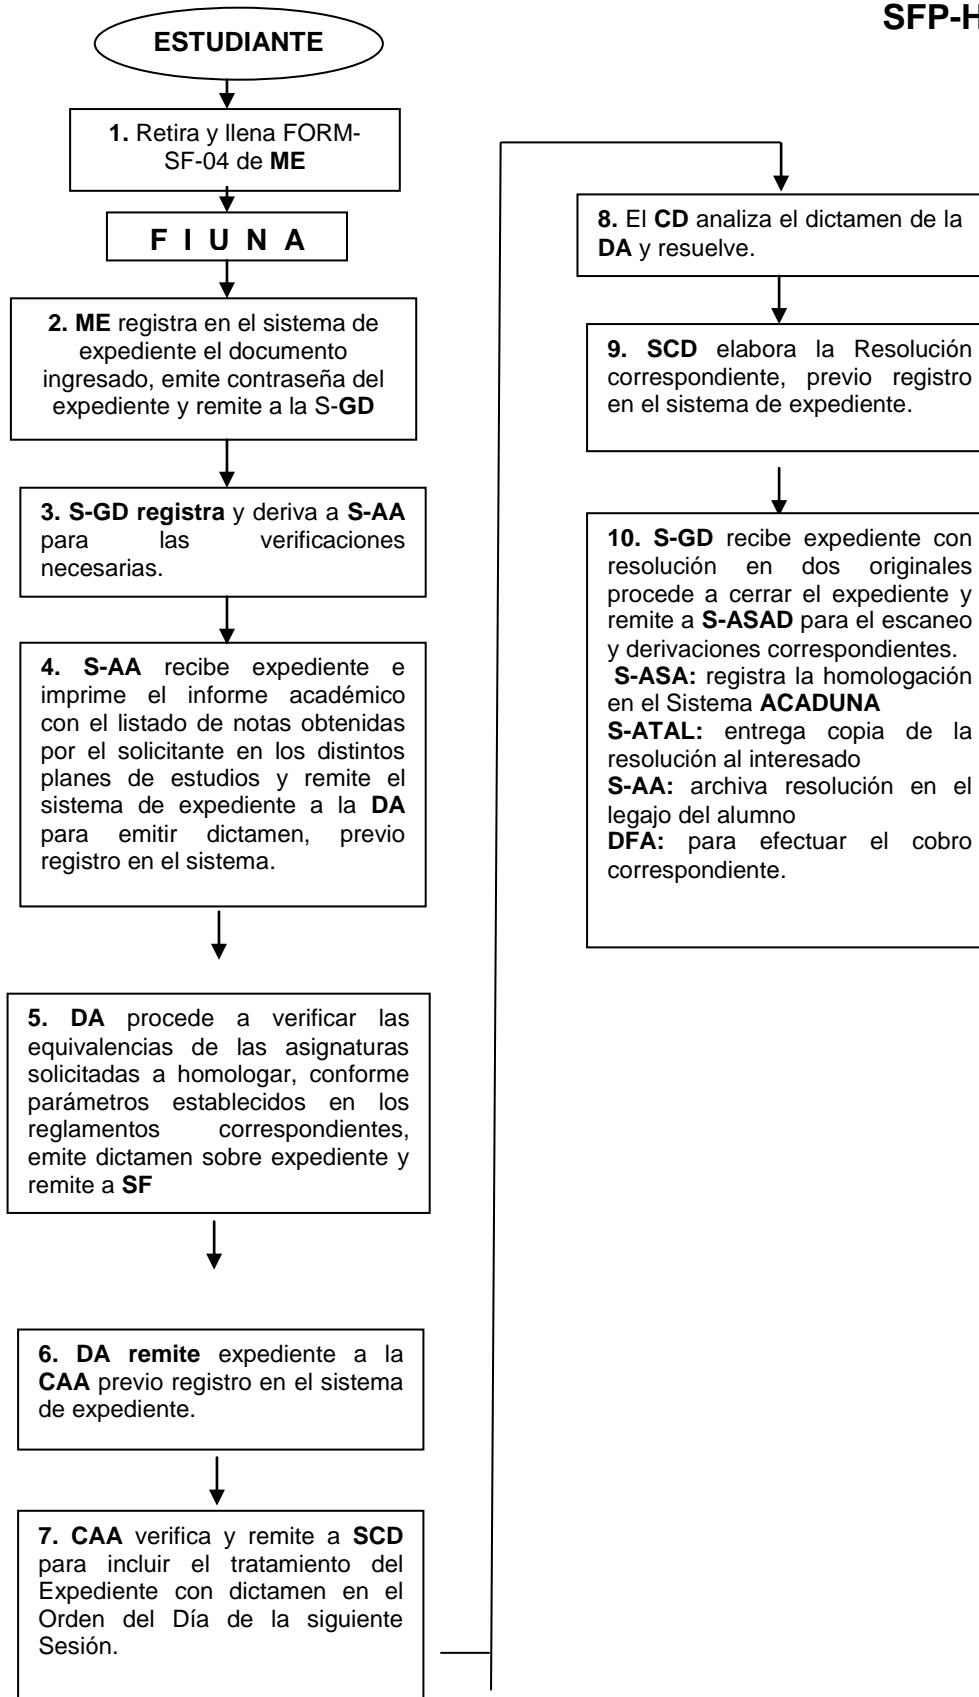 SFP-H
ESTUDIANTE
1. Retira y llena FORM-
SF-04 de ME
F I U N A
2. ME registra en el sistema de
expediente el documento
ingresado, emite contraseña del
expediente y remite a la S-GD
3. S-GD registra y deriva a S-AA
para las verificaciones
necesarias.
4. S-AA recibe expediente e
imprime el informe académico
con el listado de notas obtenidas
por el solicitante en los distintos
planes de estudios y remite el
sistema de expediente a la DA
para emitir dictamen, previo
registro en el sistema.
5. DA procede a verificar las
equivalencias de las asignaturas
solicitadas a homologar, conforme
parámetros establecidos en los
reglamentos correspondientes,
emite dictamen sobre expediente y
remite a SF
6. DA remite expediente a la
CAA previo registro en el sistema
de expediente.
7. CAA verifica y remite a SCD
para incluir el tratamiento del
Expediente con dictamen en el
Orden del Día de la siguiente
Sesión.
8. El CD analiza el dictamen de la
DA y resuelve.
9. SCD elabora la Resolución
correspondiente, previo registro
en el sistema de expediente.
10. S-GD recibe expediente con
resolución en dos originales
procede a cerrar el expediente y
remite a S-ASAD para el escaneo
y derivaciones correspondientes.
S-ASA: registra la homologación
en el Sistema ACADUNA
S-ATAL: entrega copia de la
resolución al interesado
S-AA: archiva resolución en el
legajo del alumno
DFA: para efectuar el cobro
correspondiente.